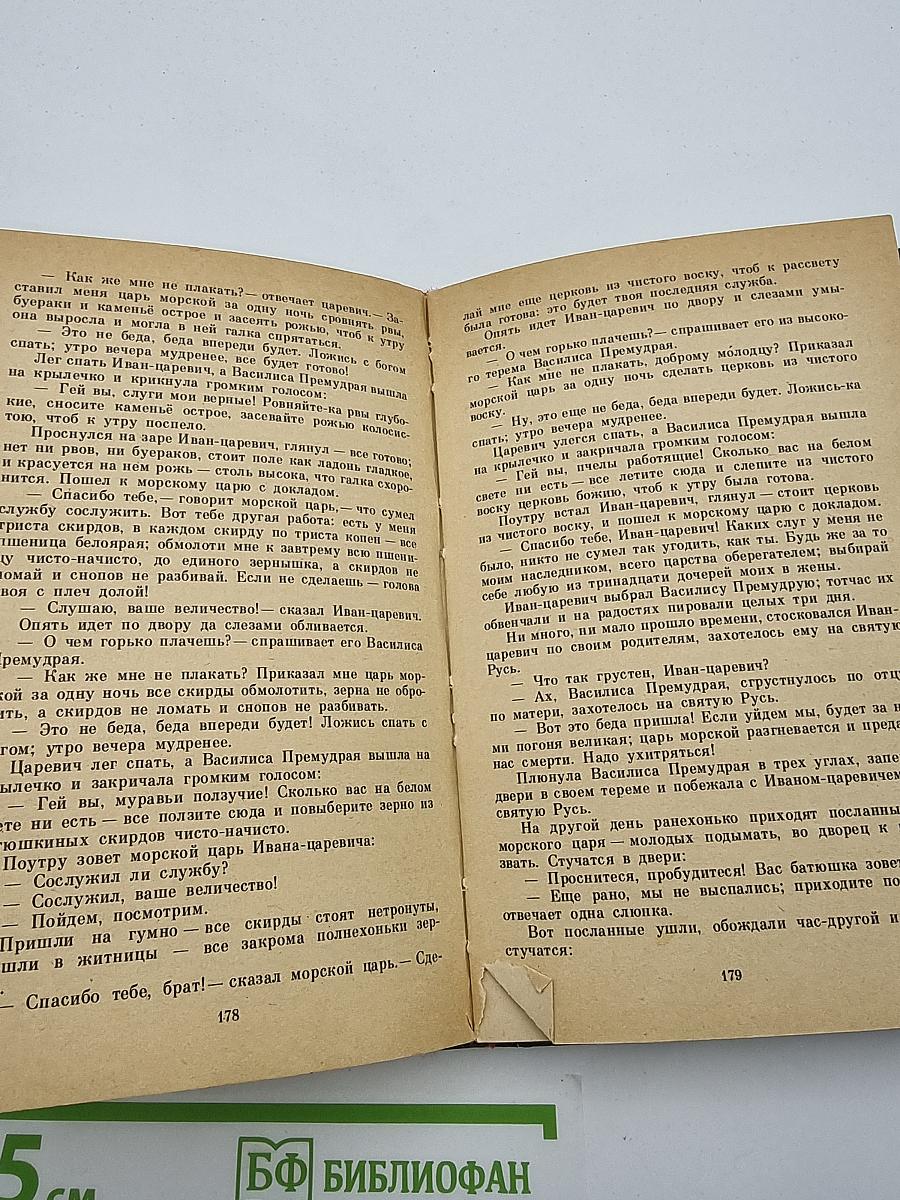 — Как же мне не плакать?— отвечает царевич.— За-
ставил меня царь морской за одну ночь сровнять рвы,
буераки и каменьё острое и засеять рожью, чтоб к утру
она выросла и могла в ней галка спрятаться.
— Это не беда, беда впереди будет. Ложись с богом
спать; утро вечера мудренее, все будет готово!
Лег спать Иван-царевич, а Василиса Премудрая вышла
на крылечко и крикнула громким голосом:
— Гей вы, слуги мои верные! Ровняйте-ка рвы глубо-
кие, сносите каменьё острое, засевайте рожью колосис-
тою, чтоб к утру поспело.
Проснулся на заре Иван-царевич, глянул — все готово;
нет ни рвов, ни буераков, стоит поле как ладонь гладкое,
и красуется на нем рожь — столь высока, что галка схоро-
нится. Пошел к морскому царю с докладом.
— Спасибо тебе,— говорит морской царь,— что сумел
службу сослужить. Вот тебе другая работа: есть у меня
триста скирдов, в каждом скирду по триста копен — все
пшеница белоярая; обмолоти мне к завтрему всю пшени-
цу чисто-начисто, до единого зернышка, а скирдов не
ломай и снопов не разбивай. Если не сделаешь — голова
воя с плеч долой!
— Слушаю, ваше величество!— сказал Иван-царевич.
Опять идет по двору да слезами обливается.
— О чем горько плачешь?— спрашивает его Василиса
Премудрая.
— Как же мне не плакать? Приказал мне царь мор-
кой за одну ночь все скирды обмолотить, зерна не обро-
ить, а скирдов не ломать и снопов не разбивать.
— Это не беда, беда впереди будет! Ложись спать с
гом; утро вечера мудренее.
Царевич лег спать, а Василиса Премудрая вышла на
ылечко и закричала громким голосом:
— Гей вы, муравьи ползучие! Сколько вас на белом
ете ни есть — все ползите сюда и повыберите зерно из
тюшкиных скирдов чисто-начисто.
Поутру зовет морской царь Ивана-царевича:
— Сослужил ли службу?
— Сослужил, ваше величество!
— Пойдем, посмотрим.
Пришли на гумно — все скирды стоят нетронуты,
шли в житницы — все закрома полнехоньки зер-
.
— Спасибо тебе, брат!— сказал морской царь.— Сде-
178
лай мне еще церковь из чистого воску, чтоб к рассвету
была готова: это будет твоя последняя служба.
Опять идет Иван-царевич по двору и слезами умы-
вается.
— О чем горько плачешь?— спрашивает его из высоко-
го терема Василиса Премудрая.
— Как мне не плакать, доброму мо́лодцу? Приказал
морской царь за одну ночь сделать церковь из чистого
воску.
— Ну, это еще не беда, беда впереди будет. Ложись-ка
спать; утро вечера мудренее.
Царевич улегся спать, а Василиса Премудрая вышла
на крылечко и закричала громким голосом:
— Гей вы, пчелы работящие! Сколько вас на белом
свете ни есть — все летите сюда и слепите из чистого
воску церковь божию, чтоб к утру была готова.
Поутру встал Иван-царевич, глянул — стоит церковь
из чистого воску, и пошел к морскому царю с докладом.
— Спасибо тебе, Иван-царевич! Каких слуг у меня не
было, никто не сумел так угодить, как ты. Будь же за то
моим наследником, всего царства оберегателем; выбирай
себе любую из тринадцати дочерей моих в жены.
Иван-царевич выбрал Василису Премудрую; тотчас их
обвенчали и на радостях пировали целых три дня.
Ни много, ни мало прошло времени, стосковался Иван-
царевич по своим родителям, захотелось ему на святую
Русь.
— Что так грустен, Иван-царевич?
— Ах, Василиса Премудрая, сгрустнулось по отц
по матери, захотелось на святую Русь.
— Вот это беда пришла! Если уйдем мы, будет за н
ми погоня великая; царь морской разгневается и преда
нас смерти. Надо ухитряться!
Плюнула Василиса Премудрая в трех углах, запе
двери в своем тереме и побежала с Иваном-царевичем
святую Русь.
На другой день ранехонько приходят посланны
морского царя — молодых подымать, во дворец к
звать. Стучатся в двери:
— Проснитеся, пробудитеся! Вас батюшка зовет
— Еще рано, мы не выспались; приходите по
отвечает одна слюнка.
Вот посланные ушли, обождали час-другой и
стучатся:
179
5 см
БФ БИБЛИОФАН